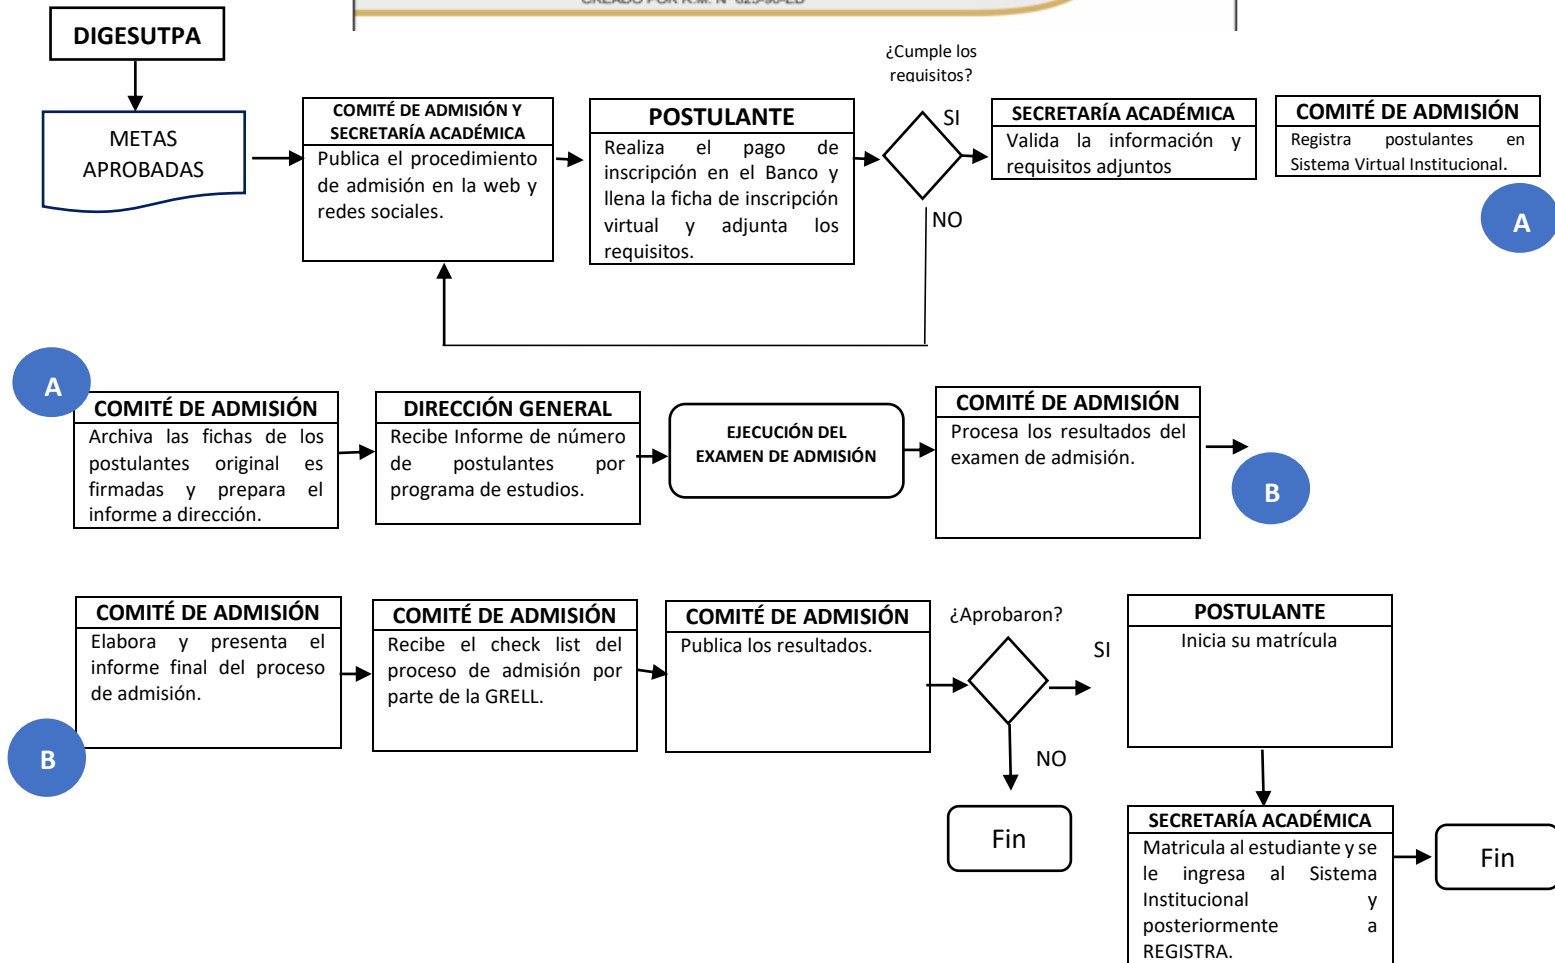 CREADO POR R.M. N° 023-90-ED
DIGESUTPA
METAS
APROBADAS
COMITÉ DE ADMISIÓN Y
SECRETARÍA ACADÉMICA
Publica el procedimiento
de admisión en la web y
redes sociales.
POSTULANTE
Realiza el pago de
inscripción en el Banco y
llena la ficha de inscripción
virtual y adjunta los
requisitos.
¿Cumple los
requisitos?
SI
NO
SECRETARÍA ACADÉMICA
Valida la información y
requisitos adjuntos
COMITÉ DE ADMISIÓN
Registra postulantes en
Sistema Virtual Institucional.
A
A
COMITÉ DE ADMISIÓN
Archiva las fichas de los
postulantes original es
firmadas y prepara el
informe a dirección.
DIRECCIÓN GENERAL
Recibe Informe de número
de postulantes por
programa de estudios.
EJECUCIÓN DEL
EXAMEN DE ADMISIÓN
COMITÉ DE ADMISIÓN
Procesa los resultados del
examen de admisión.
B
COMITÉ DE ADMISIÓN
Elabora y presenta el
informe final del proceso
de admisión.
B
COMITÉ DE ADMISIÓN
Recibe el check list del
proceso de admisión por
parte de la GRELL.
COMITÉ DE ADMISIÓN
Publica los resultados.
¿Aprobaron?
SI
NO
Fin
POSTULANTE
Inicia su matrícula
SECRETARÍA ACADÉMICA
Matricula al estudiante y se
le ingresa al Sistema
Institucional y
posteriormente a
REGISTRA.
Fin